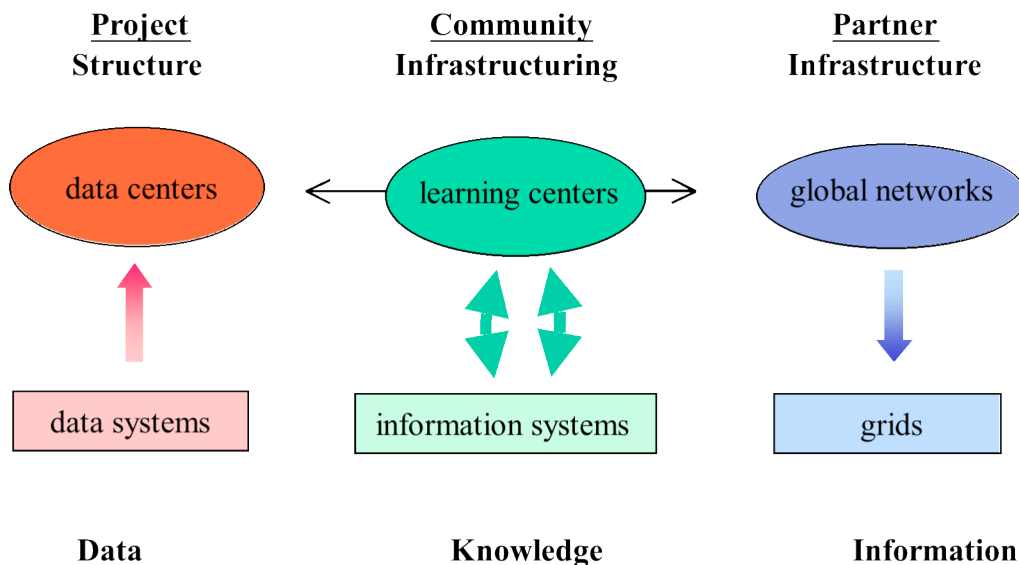 Project
Structure
Community
Infrastructuring
Partner
Infrastructure
data centers
learning centers
global networks
data systems
information systems
grids
Data
Knowledge
Information